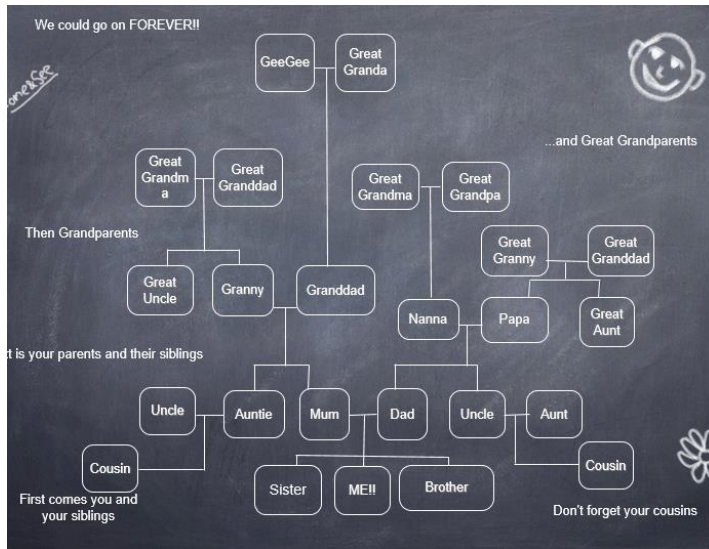 We could go on FOREVER!!
GeeGee
Great
Granda
...and Great Grandparents
Great
Grandm
a
Great
Granddad
Great
Grandma
Great
Grandpa
Then Grandparents
Great
Granny
Great
Granddad
Great
Uncle
Granny
Granddad
Nanna
Papa
Great
Aunt
is your parents and their siblings
Uncle
Auntie
Mum
Dad
Uncle
Aunt
Cousin
Sister
ME!!
Brother
Cousin
First comes you and
your siblings
Don't forget your cousins